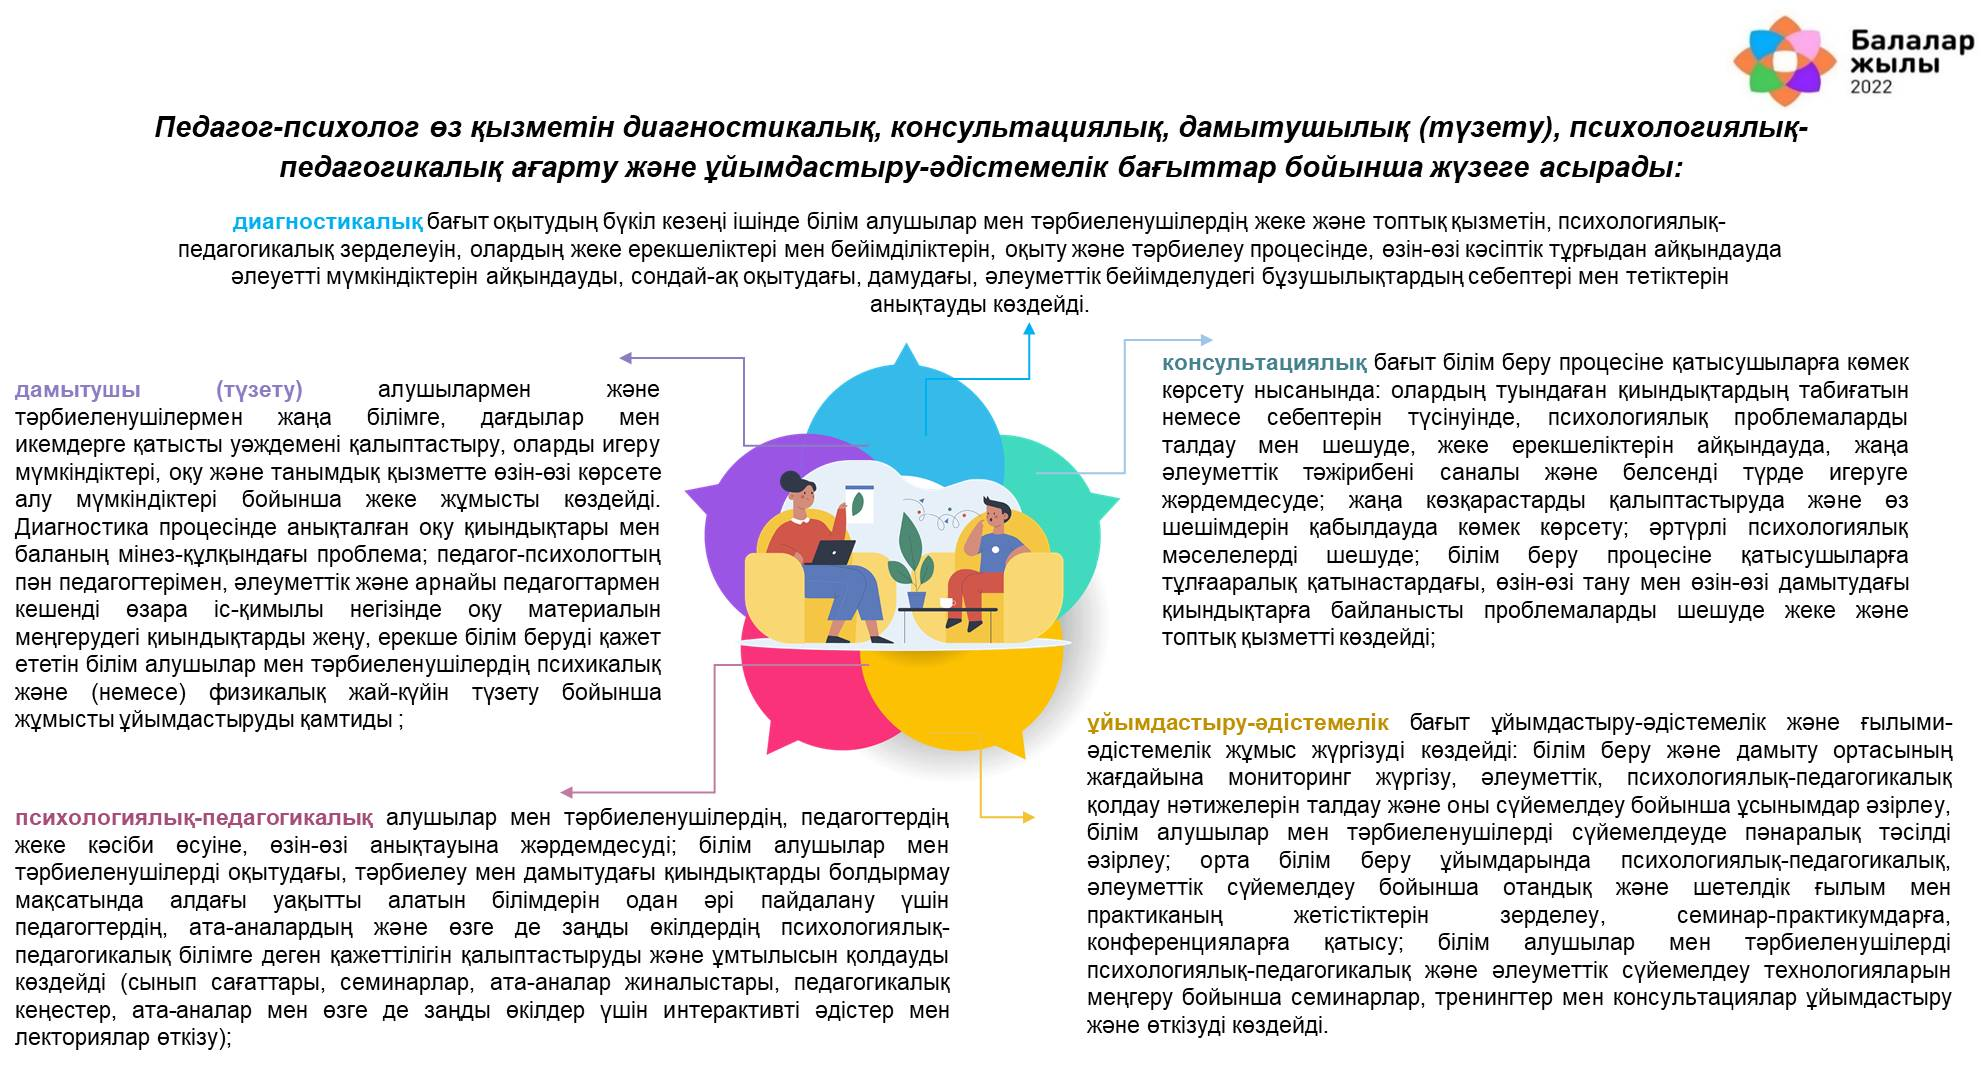 Балалар
жылы
2022
Педагог-психолог өз қызметін диагностикалық, консультациялық, дамытушылық (түзету), психологиялық-
педагогикалық ағарту және ұйымдастыру-әдістемелік бағыттар бойынша жүзеге асырады:
диагностикалық бағыт оқытудың бүкіл кезеңі ішінде білім алушылар мен тәрбиеленушілердің жеке және топтық қызметін, психологиялық-
педагогикалық зерделеуін, олардың жеке ерекшеліктері мен бейімділіктерін, оқыту және тәрбиелеу процесінде, өзін-өзі кәсіптік тұрғыдан айқындауда
әлеуетті мүмкіндіктерін айқындауды, сондай-ақ оқытудағы, дамудағы, әлеуметтік бейімделудегі бұзушылықтардың себептері мен тетіктерін
анықтауды көздейді.
дамытушы (түзету) алушылармен және
тәрбиеленушілермен жаңа білімге, дағдылар мен
икемдерге қатысты уәждемені қалыптастыру, оларды игеру
мүмкіндіктері, оқу және танымдық қызметте өзін-өзі көрсете
алу мүмкіндіктері бойынша жеке жұмысты көздейді.
Диагностика процесінде анықталған оқу қиындықтары мен
баланың мінез-құлқындағы проблема; педагог-психологтың
пән педагогтерімен, әлеуметтік және арнайы педагогтармен
кешенді өзара іс-қимылы негізінде оқу материалын
меңгерудегі қиындықтарды жеңу, ерекше білім беруді қажет
ететін білім алушылар мен тәрбиеленушілердің психикалық
және (немесе) физикалық жай-күйін түзету бойынша
жұмысты ұйымдастыруды қамтиды ;
консультациялық бағыт білім беру процесіне қатысушыларға көмек
көрсету нысанында: олардың туындаған қиындықтардың табиғатын
немесе себептерін түсінуінде, психологиялық проблемаларды
талдау мен шешуде, жеке ерекшеліктерін айқындауда, жаңа
әлеуметтік тәжірибені саналы және белсенді түрде игеруге
жәрдемдесуде; жаңа көзқарастарды қалыптастыруда және өз
шешімдерін қабылдауда көмек көрсету; әртүрлі психологиялық
мәселелерді шешуде; білім беру процесіне қатысушыларға
тұлғааралық қатынастардағы, өзін-өзі тану мен өзін-өзі дамытудағы
қиындықтарға байланысты проблемаларды шешуде жеке және
топтық қызметті көздейді;
психологиялық-педагогикалық алушылар мен тәрбиеленушілердің, педагогтердің
жеке кәсіби өсуіне, өзін-өзі анықтауына жәрдемдесуді; білім алушылар мен
тәрбиеленушілерді оқытудағы, тәрбиелеу мен дамытудағы қиындықтарды болдырмау
мақсатында алдағы уақытты алатын білімдерін одан әрі пайдалану үшін
педагогтердің, ата-аналардың және өзге де заңды өкілдердің психологиялық-
педагогикалық білімге деген қажеттілігін қалыптастыруды және ұмтылысын қолдауды
көздейді (сынып сағаттары, семинарлар, ата-аналар жиналыстары, педагогикалық
кеңестер, ата-аналар мен өзге де заңды өкілдер үшін интерактивті әдістер мен
лекториялар өткізу);
ұйымдастыру-әдістемелік бағыт ұйымдастыру-әдістемелік және ғылыми-
әдістемелік жұмыс жүргізуді көздейді: білім беру және дамыту ортасының
жағдайына мониторинг жүргізу, әлеуметтік, психологиялық-педагогикалық
қолдау нәтижелерін талдау және оны сүйемелдеу бойынша ұсынымдар әзірлеу,
білім алушылар мен тәрбиеленушілерді сүйемелдеуде пәнаралық тәсілді
әзірлеу; орта білім беру ұйымдарында психологиялық-педагогикалық,
әлеуметтік сүйемелдеу бойынша отандық және шетелдік ғылым мен
практиканың жетістіктерін зерделеу, семинар-практикумдарға,
конференцияларға қатысу; білім алушылар мен тәрбиеленушілерді
психологиялық-педагогикалық және әлеуметтік сүйемелдеу технологияларын
меңгеру бойынша семинарлар, тренингтер мен консультациялар ұйымдастыру
және өткізуді көздейді.